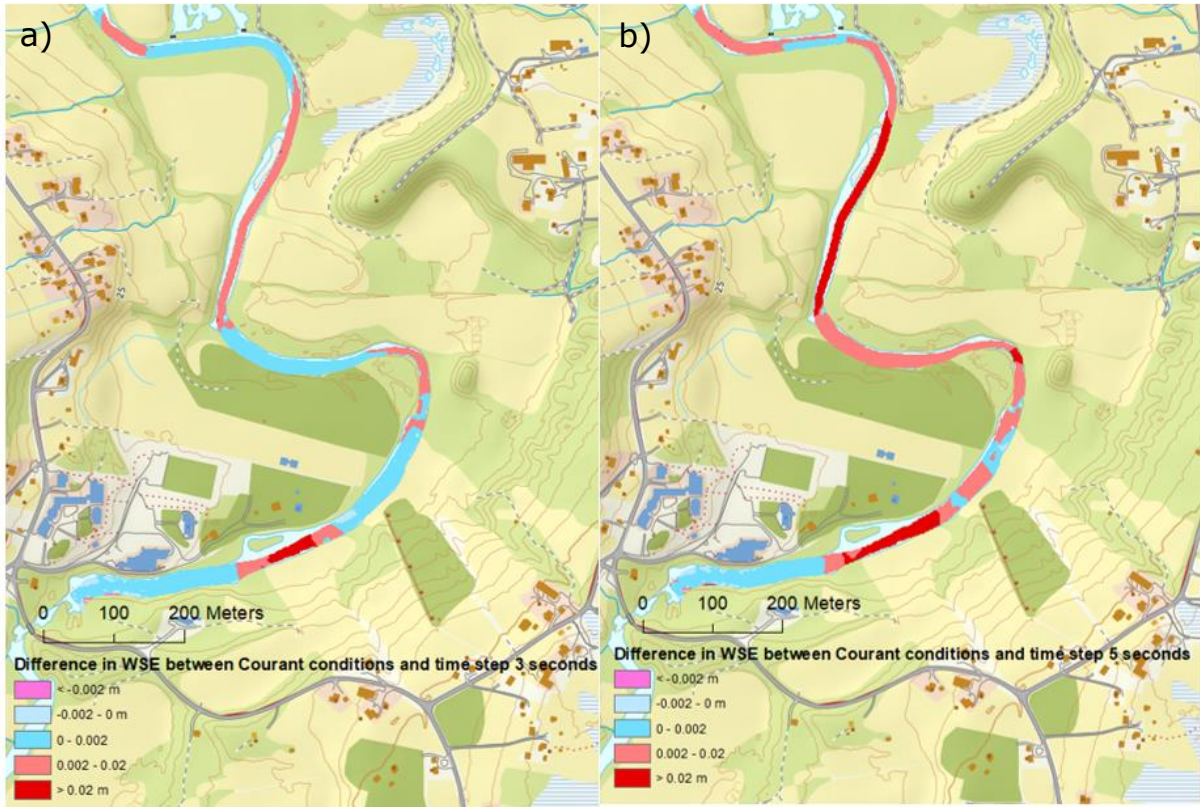 a)
25
0 100 200 Meters
Difference in WSE between Courant conditions and time step 3 seconds
< -0.002 m
-0.002 - 0 m
0 - 0.002
0.002 - 0.02
> 0.02 m
b)
25
0 100 200 Meters
Difference in WSE between Courant conditions and time step 5 seconds
< -0.002 m
-0.002 - 0 m
0 - 0.002
0.002 - 0.02
> 0.02 m